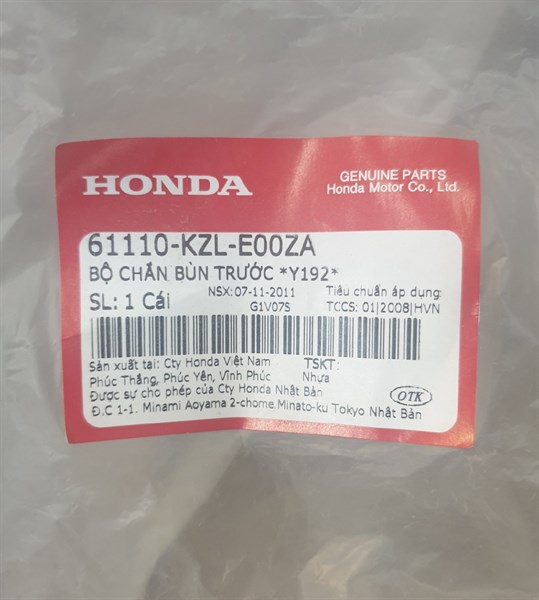 HONDA
GENUINE PARTS
Honda Motor Co., Ltd.
61110-KZL-E00ZA
BỘ CHẮN BÙN TRƯỚC *Y192*
SL: 1 Cái
NSX: 07-11-2011
G1V07S
Tiêu chuẩn áp dụng:
TCCS: 01|2008|HVN
Sản xuất tại: Cty Honda Việt Nam
TSKT:
Phúc Thắng, Phúc Yên, Vĩnh Phúc
Nhựa
Được sự cho phép của Cty Honda Nhật Bản
Đ.C 1-1. Minami Aoyama 2-chome.Minato-ku Tokyo Nhật Bản
OTK